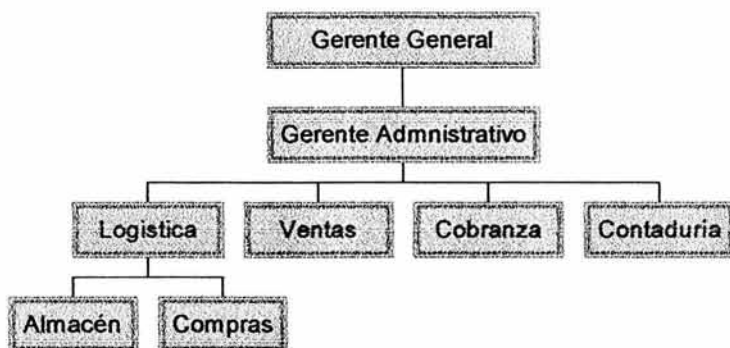 Gerente General
Gerente Admnistrativo
Logistica
Ventas
Cobranza
Contaduria
Almacén
Compras